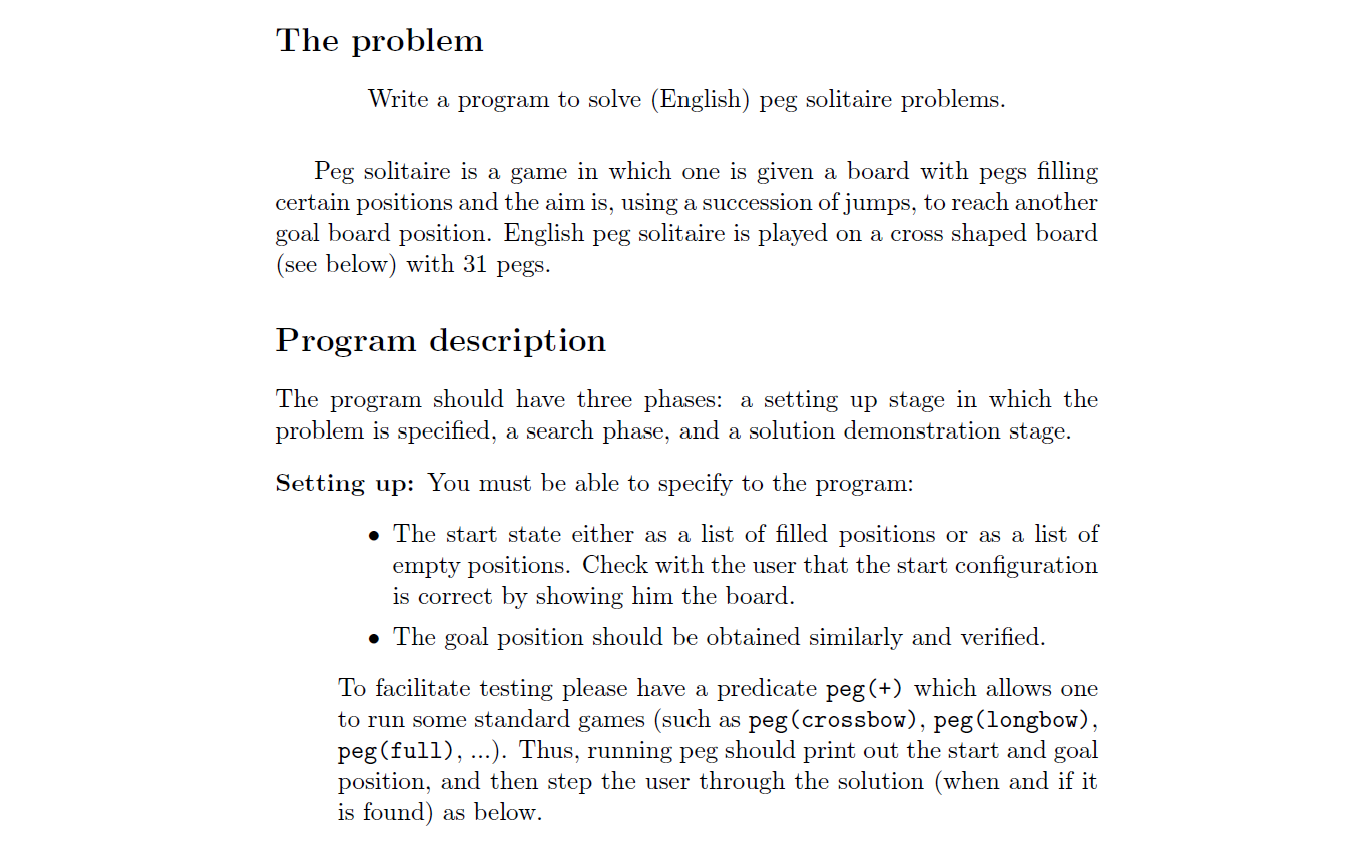 The problem
Write a program to solve (English) peg solitaire problems.
Peg solitaire is a game in which one is given a board with pegs filling
certain positions and the aim is, using a succession of jumps, to reach another
goal board position. English peg solitaire is played on a cross shaped board
(see below) with 31 pegs.
Program description
The program should have three phases: a setting up stage in which the
problem is specified, a search phase, and a solution demonstration stage.
Setting up: You must be able to specify to the program:
• The start state either as a list of filled positions or as a list of
empty positions. Check with the user that the start configuration
is correct by showing him the board.
• The goal position should be obtained similarly and verified.
To facilitate testing please have a predicate peg(+) which allows one
to run some standard games (such as peg(crossbow), peg(longbow),
peg(full), ...). Thus, running peg should print out the start and goal
position, and then step the user through the solution (when and if it
is found) as below.